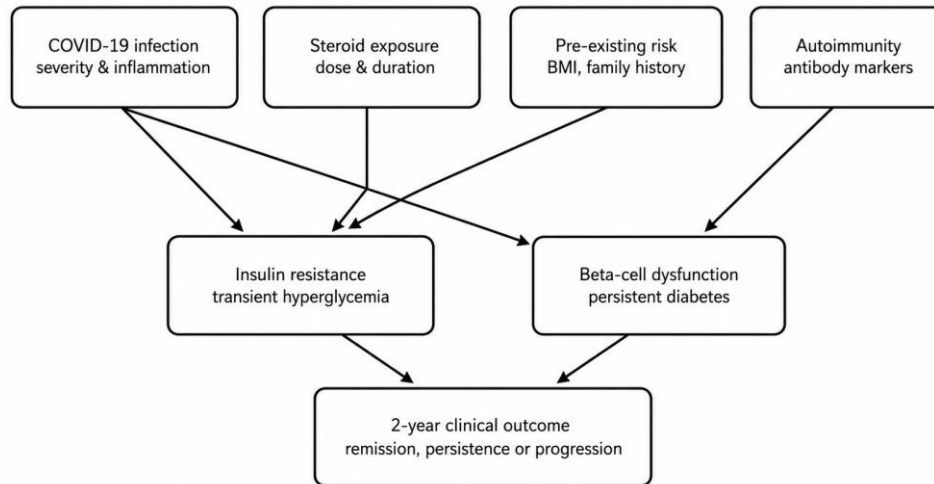 COVID-19 infection
severity & inflammation
Steroid exposure
dose & duration
Pre-existing risk
BMI, family history
Autoimmunity
antibody markers
Insulin resistance
transient hyperglycemia
Beta-cell dysfunction
persistent diabetes
2-year clinical outcome
remission, persistence or progression